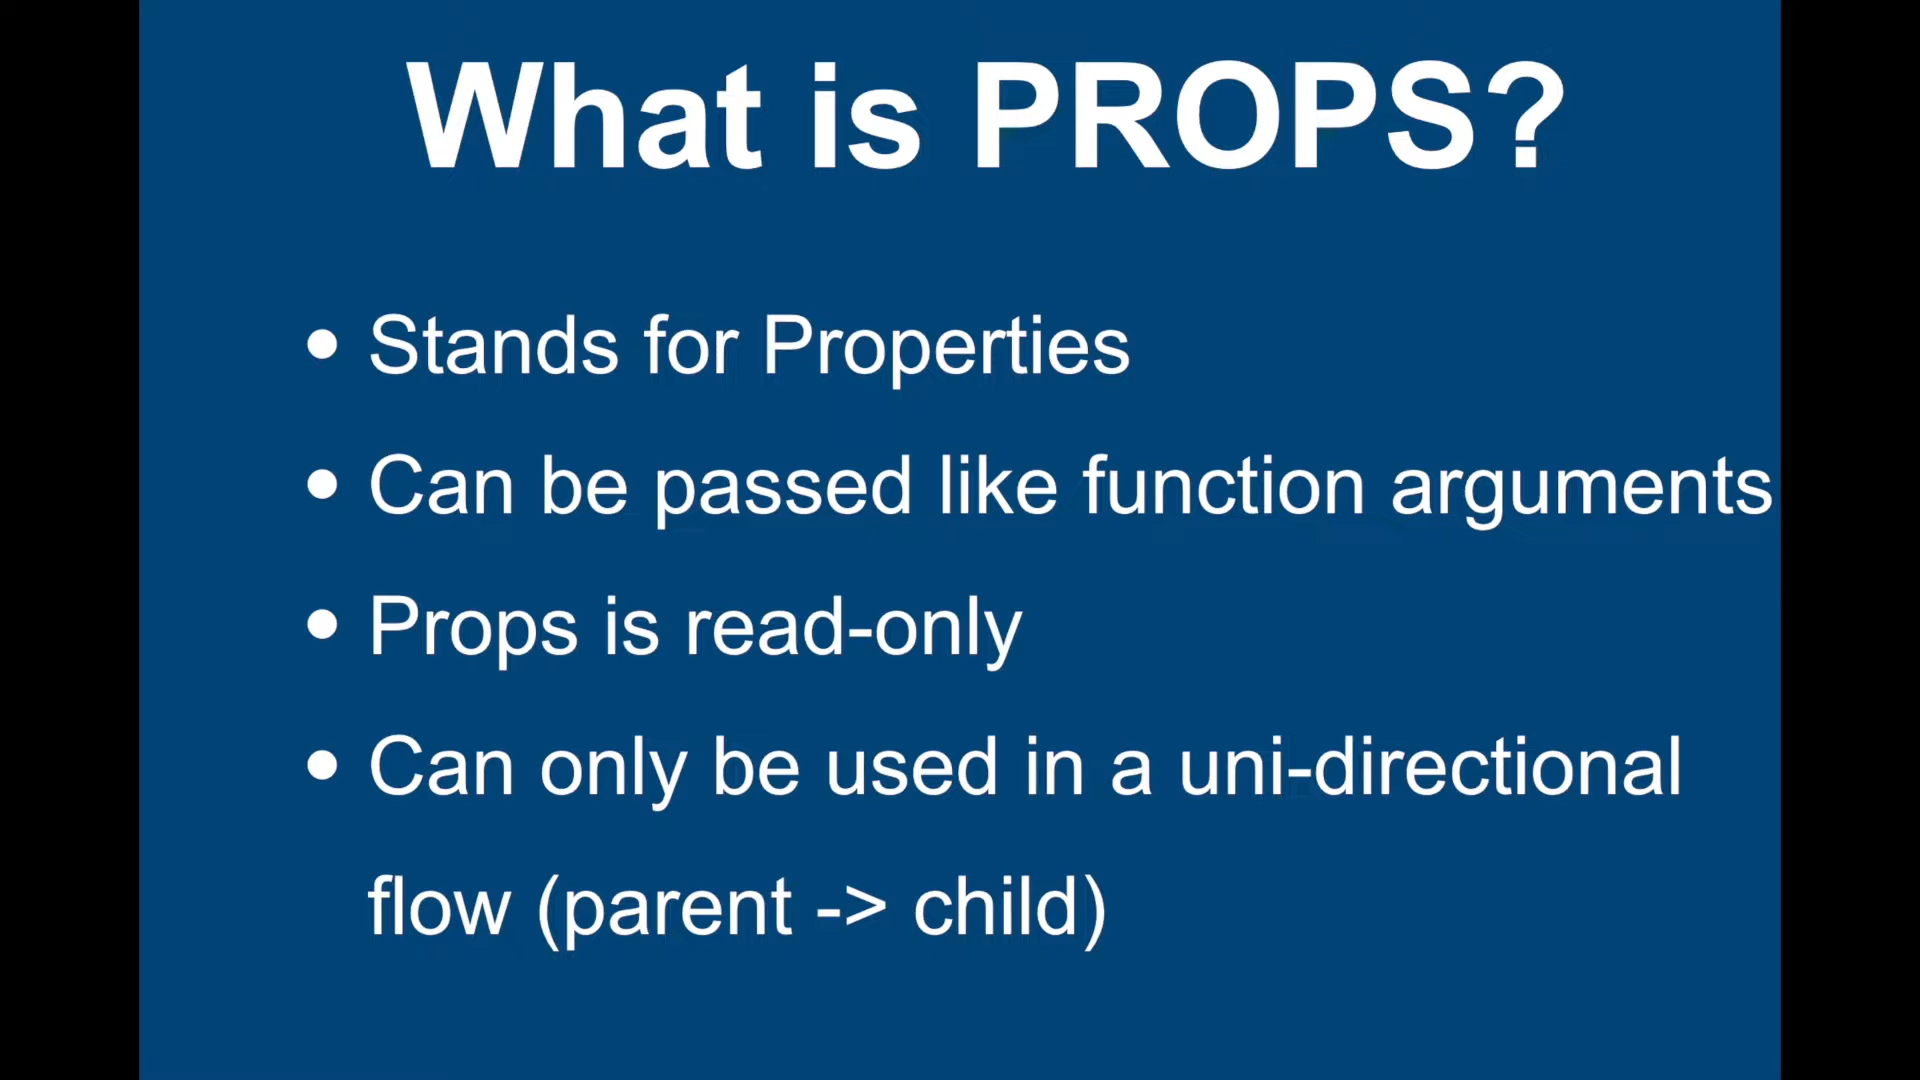 What is PROPS?
• Stands for Properties
• Can be passed like function arguments
• Props is read-only
• Can only be used in a uni-directional
flow (parent -> child)